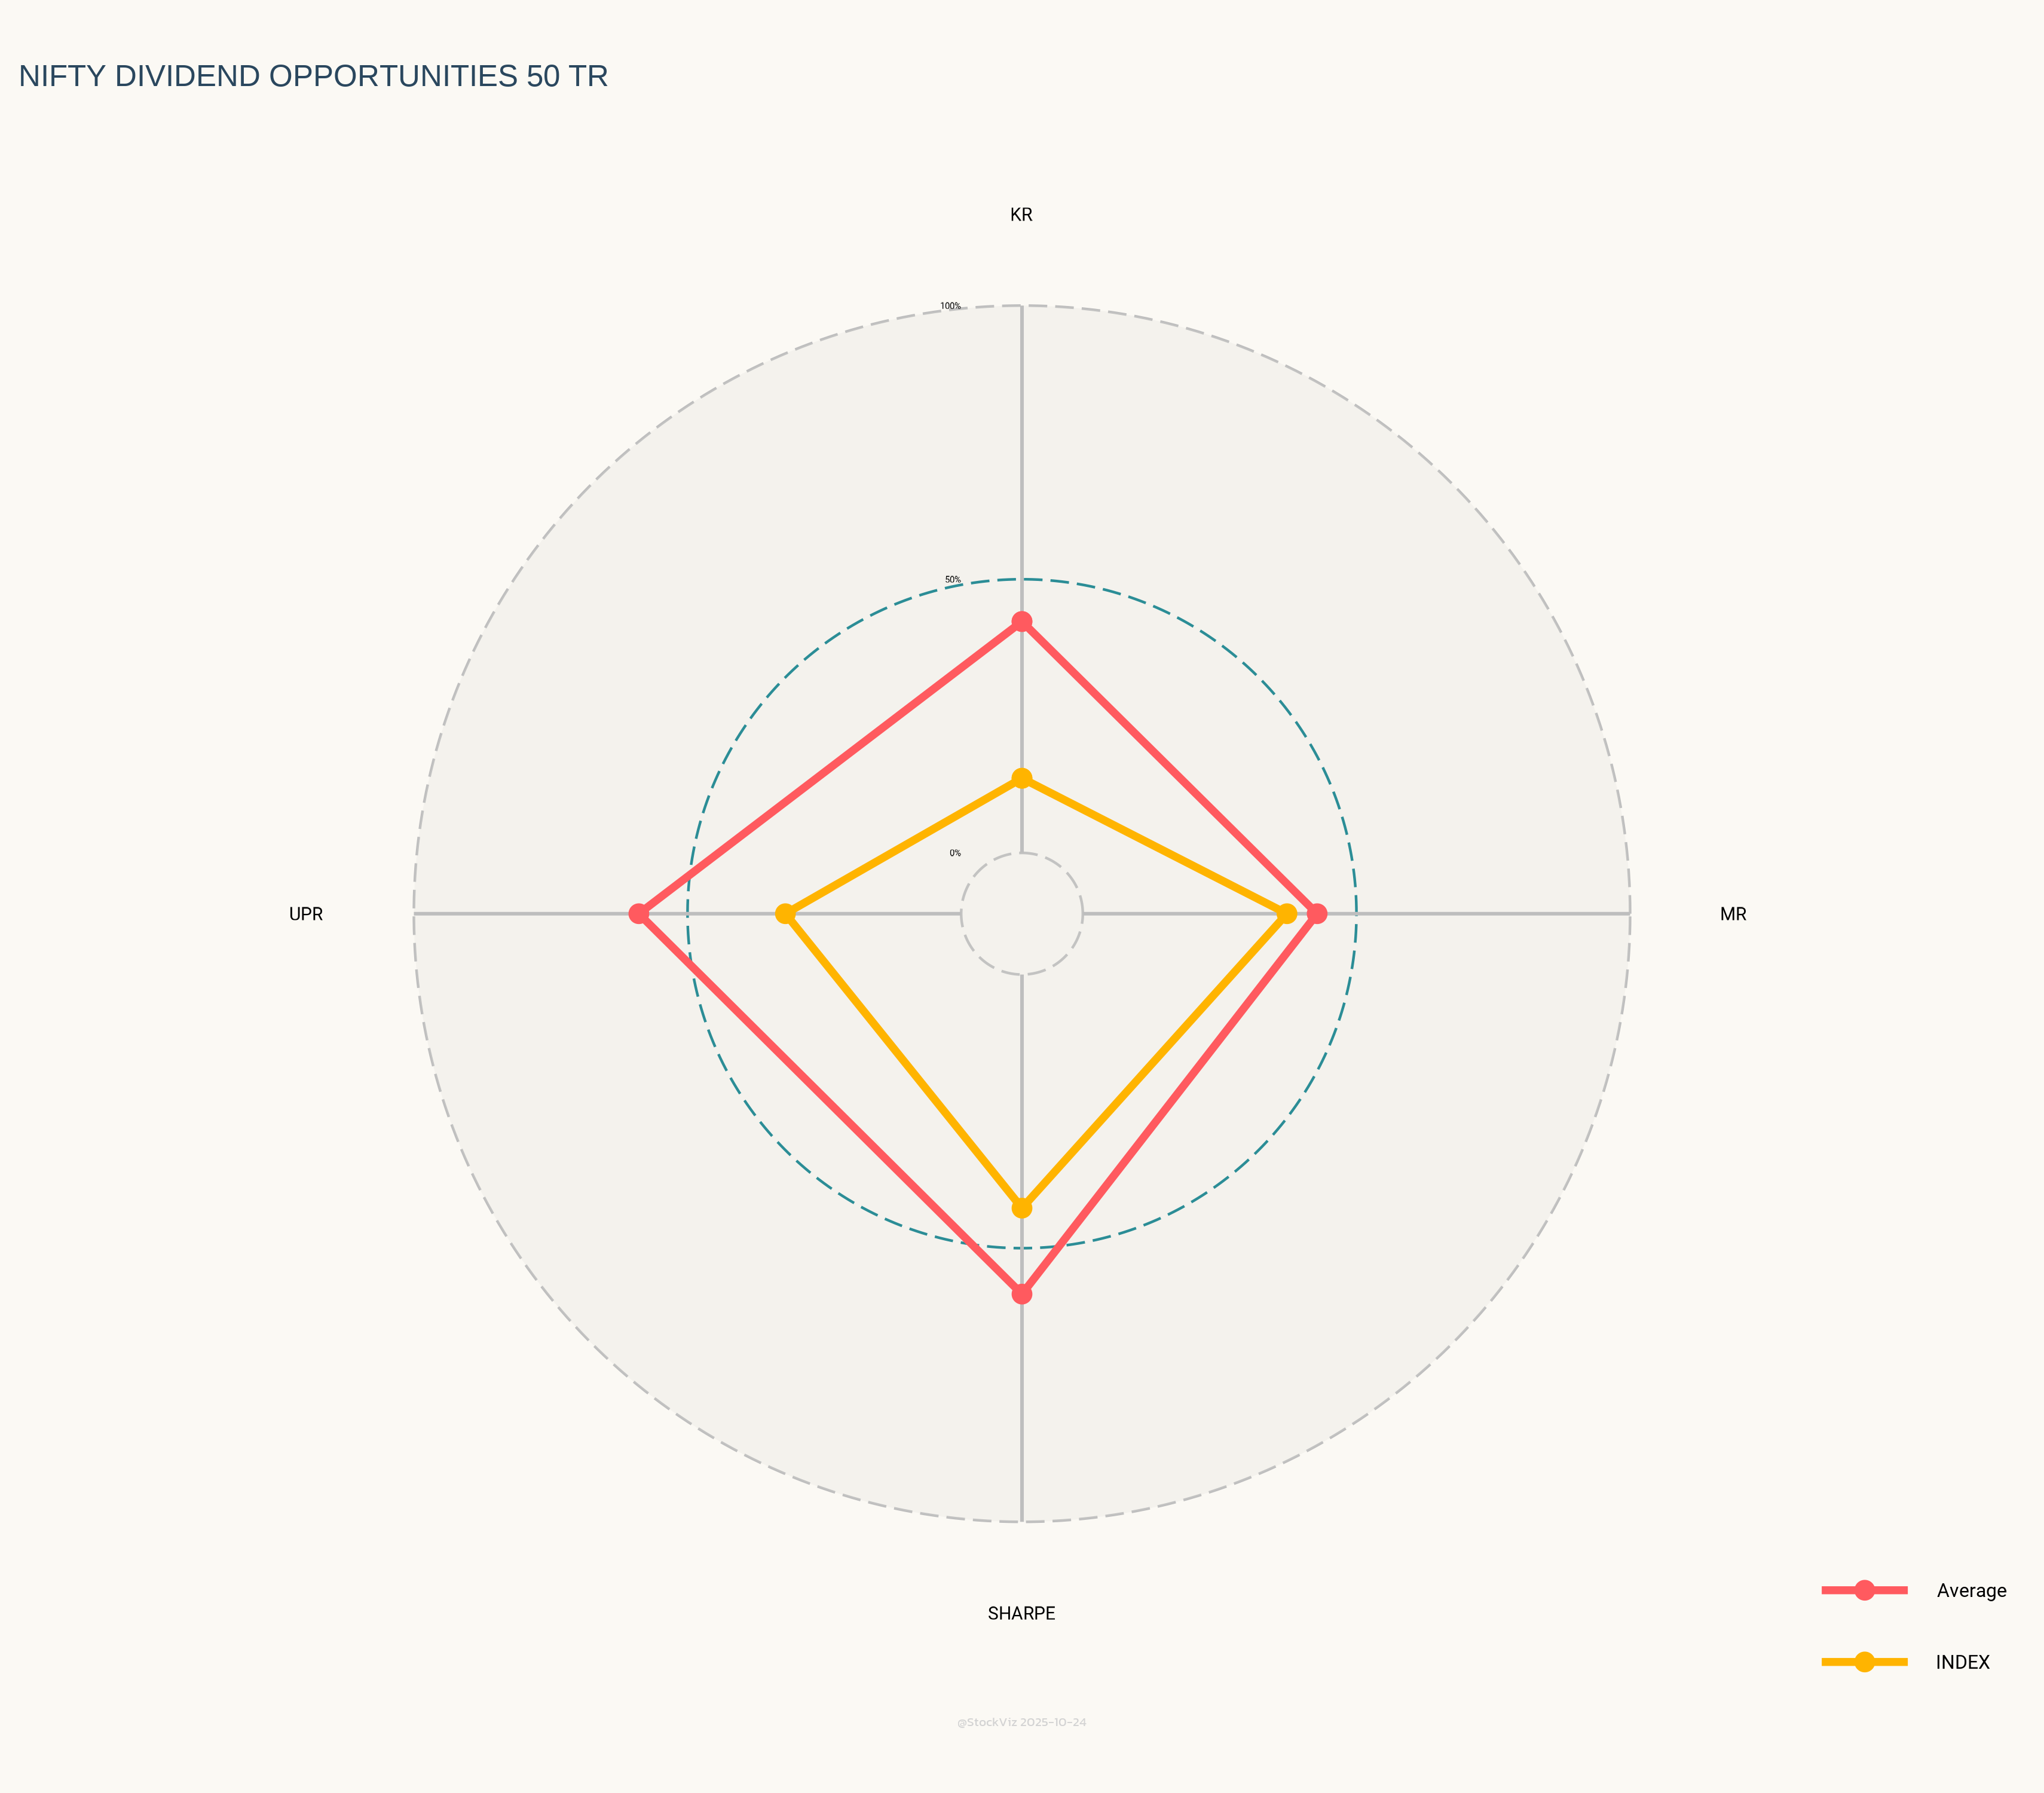 NIFTY DIVIDEND OPPORTUNITIES 50 TR
KR
100%
50%
0%
UPR
MR
SHARPE
Average
INDEX
@StockViz 2025-10-24